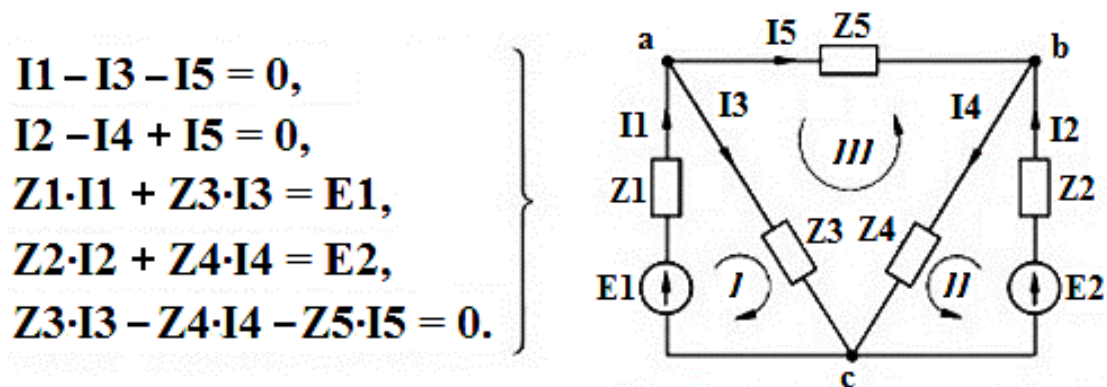 I1 – I3 – I5 = 0,
I2 – I4 + I5 = 0,
Z1·I1 + Z3·I3 = E1,
Z2·I2 + Z4·I4 = E2,
Z3·I3 – Z4·I4 – Z5·I5 = 0.
a
I5
Z5
b
I1
I3
III
I4
I2
Z1
Z3
Z4
Z2
E1
I
II
E2
c